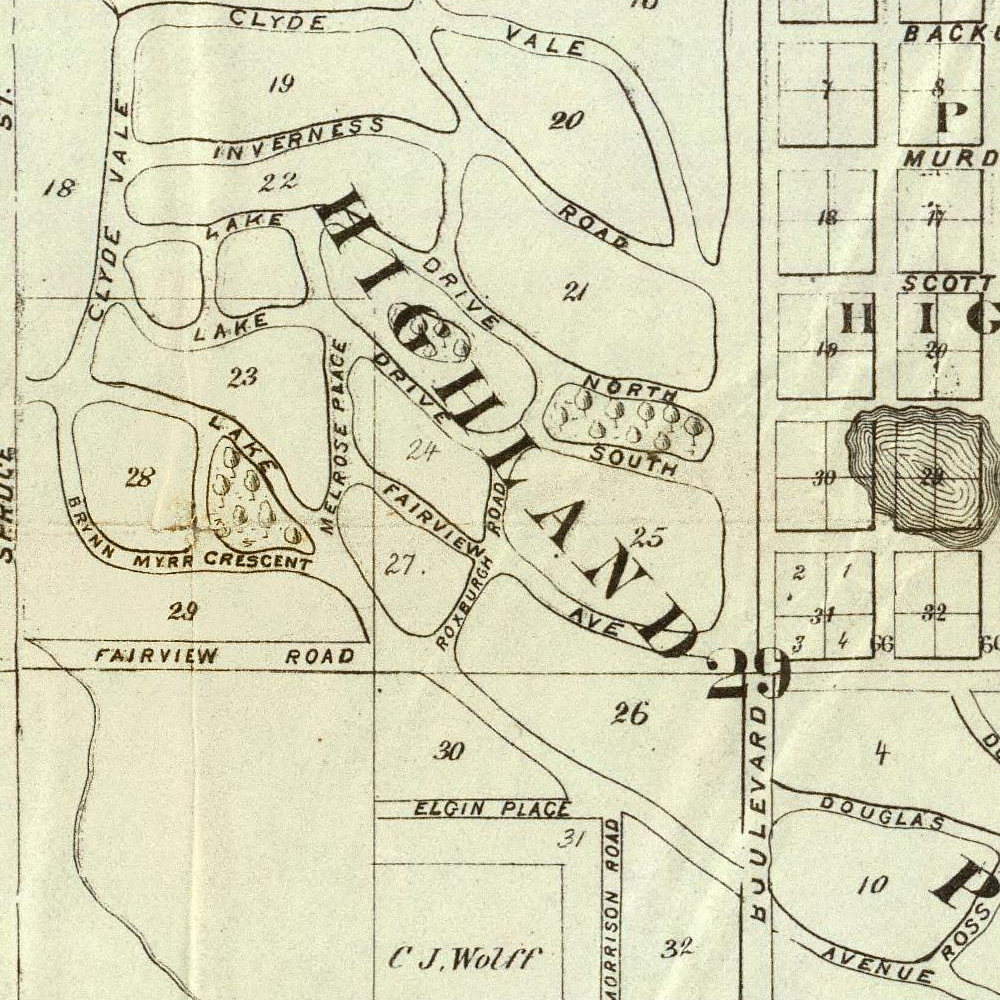 CLYDE VALE
BACK
19
7
8
P
ST.
20
INVERNESS
CLYDE VALE
MURD
18
22
LAKE
ROAD
18
17
DRIVE
21
SCOTT
HIG
HIGHLAND
LAKE
19
20
23
MELROSE PLACE
DRIVE
NORTH
SOUTH
LAKE
24
28
SPRUCE
30
29
FAIRVIEW
ROAD
25
BRYNN MYRR CRESCENT
27.
ROXBURGH
2 1
31
3 4
32
66
29
AVE
FAIRVIEW ROAD
29
26
30
4
BOULEVARD
DOUGLAS
ELGIN PLACE
31
MORRISON ROAD
10
P
ROSS
C J. Wolff
32
AVENUE